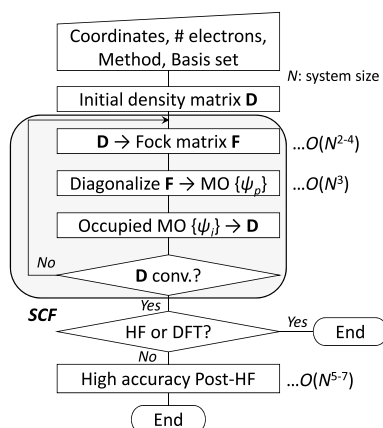 Coordinates, # electrons,
Method, Basis set
N: system size
Initial density matrix D
D → Fock matrix F ...O(N²⁻⁴)
Diagonalize F → MO {ψₚ} ...O(N³)
Occupied MO {ψᵢ} → D
No
D conv.?
SCF
Yes
HF or DFT?
Yes
End
No
High accuracy Post-HF ...O(N⁵⁻⁷)
End